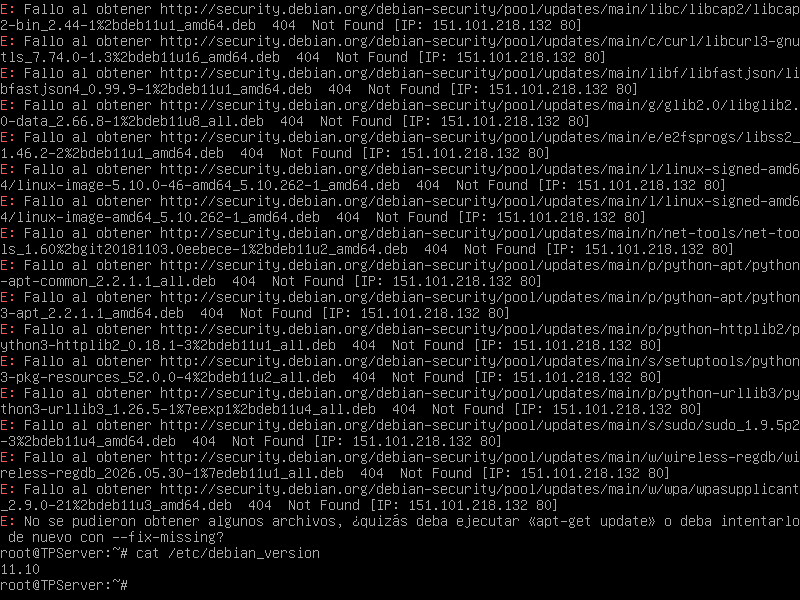 E: Fallo al obtener http://security.debian.org/debian-security/pool/updates/main/libc/libcap2/libcap
2-bin_2.44-1%2bdeb11u1_amd64.deb  404  Not Found [IP: 151.101.218.132 80]
E: Fallo al obtener http://security.debian.org/debian-security/pool/updates/main/c/curl/libcurl3-gnu
tls_7.74.0-1.3%2bdeb11u16_amd64.deb  404  Not Found [IP: 151.101.218.132 80]
E: Fallo al obtener http://security.debian.org/debian-security/pool/updates/main/libf/libfastjson/li
bfastjson4_0.99.9-1%2bdeb11u1_amd64.deb  404  Not Found [IP: 151.101.218.132 80]
E: Fallo al obtener http://security.debian.org/debian-security/pool/updates/main/g/glib2.0/libglib2.
0-data_2.66.8-1%2bdeb11u8_all.deb  404  Not Found [IP: 151.101.218.132 80]
E: Fallo al obtener http://security.debian.org/debian-security/pool/updates/main/e/e2fsprogs/libss2_
1.46.2-2%2bdeb11u1_amd64.deb  404  Not Found [IP: 151.101.218.132 80]
E: Fallo al obtener http://security.debian.org/debian-security/pool/updates/main/l/linux-signed-amd6
4/linux-image-5.10.0-46-amd64_5.10.262-1_amd64.deb  404  Not Found [IP: 151.101.218.132 80]
E: Fallo al obtener http://security.debian.org/debian-security/pool/updates/main/l/linux-signed-amd6
4/linux-image-amd64_5.10.262-1_amd64.deb  404  Not Found [IP: 151.101.218.132 80]
E: Fallo al obtener http://security.debian.org/debian-security/pool/updates/main/n/net-tools/net-too
ls_1.60%2bgit20181103.0eebece-1%2bdeb11u2_amd64.deb  404  Not Found [IP: 151.101.218.132 80]
E: Fallo al obtener http://security.debian.org/debian-security/pool/updates/main/p/python-apt/python
-apt-common_2.2.1.1_all.deb  404  Not Found [IP: 151.101.218.132 80]
E: Fallo al obtener http://security.debian.org/debian-security/pool/updates/main/p/python-apt/python
3-apt_2.2.1.1_amd64.deb  404  Not Found [IP: 151.101.218.132 80]
E: Fallo al obtener http://security.debian.org/debian-security/pool/updates/main/p/python-httplib2/p
ython3-httplib2_0.18.1-3%2bdeb11u1_all.deb  404  Not Found [IP: 151.101.218.132 80]
E: Fallo al obtener http://security.debian.org/debian-security/pool/updates/main/s/setuptools/python
3-pkg-resources_52.0.0-4%2bdeb11u2_all.deb  404  Not Found [IP: 151.101.218.132 80]
E: Fallo al obtener http://security.debian.org/debian-security/pool/updates/main/p/python-urllib3/py
thon3-urllib3_1.26.5-1%7eexp1%2bdeb11u4_all.deb  404  Not Found [IP: 151.101.218.132 80]
E: Fallo al obtener http://security.debian.org/debian-security/pool/updates/main/s/sudo/sudo_1.9.5p2
-3%2bdeb11u4_amd64.deb  404  Not Found [IP: 151.101.218.132 80]
E: Fallo al obtener http://security.debian.org/debian-security/pool/updates/main/w/wireless-regdb/wi
reless-regdb_2026.05.30-1%7edeb11u1_all.deb  404  Not Found [IP: 151.101.218.132 80]
E: Fallo al obtener http://security.debian.org/debian-security/pool/updates/main/w/wpa/wpasupplicant
_2.9.0-21%2bdeb11u3_amd64.deb  404  Not Found [IP: 151.101.218.132 80]
E: No se pudieron obtener algunos archivos, ¿quizás deba ejecutar «apt-get update» o deba intentarlo
 de nuevo con --fix-missing?
root@TPServer:~# cat /etc/debian_version
11.10
root@TPServer:~#